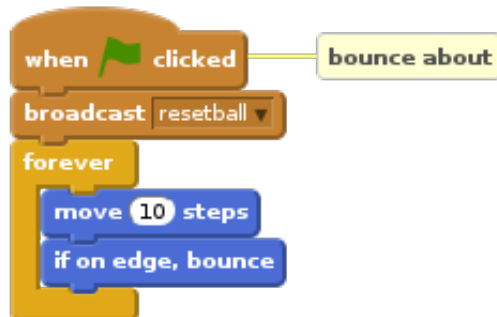 when clicked
bounce about
broadcast resetball
forever
move 10 steps
if on edge, bounce